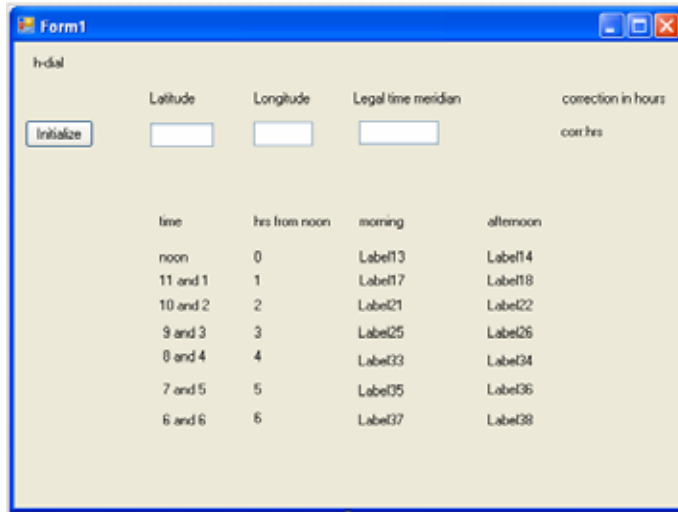 Form1
h-dial
Latitude Longitude Legal time meridian correction in hours
Initialize corr.hrs
time hrs from noon morning afternoon
noon 0 Label13 Label14
11 and 1 1 Label17 Label18
10 and 2 2 Label21 Label22
9 and 3 3 Label25 Label26
8 and 4 4 Label33 Label34
7 and 5 5 Label35 Label36
6 and 6 6 Label37 Label38